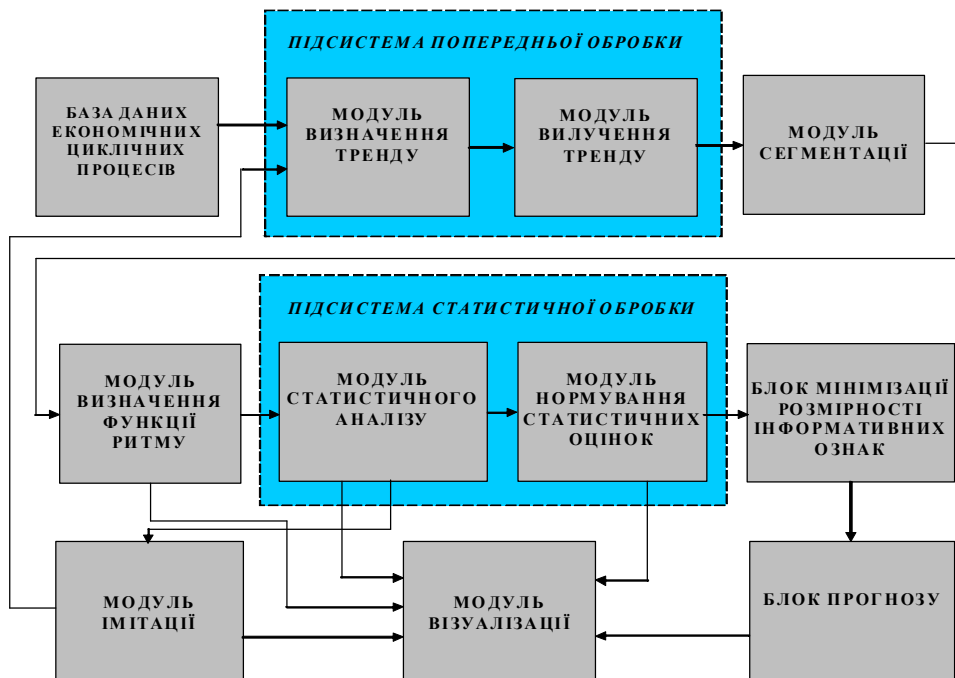 ПІДСИСТЕМА ПОПЕРЕДНЬОЇ ОБРОБКИ
БАЗА ДАНИХ
ЕКОНОМІЧНИХ
ЦИКЛІЧНИХ
ПРОЦЕСІВ
МОДУЛЬ
ВИЗНАЧЕННЯ
ТРЕНДУ
МОДУЛЬ
ВИЛУЧЕННЯ
ТРЕНДУ
МОДУЛЬ
СЕГМЕНТАЦІЇ
ПІДСИСТЕМА СТАТИСТИЧНОЇ ОБРОБКИ
МОДУЛЬ
ВИЗНАЧЕННЯ
ФУНКЦІЇ
РИТМУ
МОДУЛЬ
СТАТИСТИЧНОГО
АНАЛІЗУ
МОДУЛЬ
НОРМУВАННЯ
СТАТИСТИЧНИХ
ОЦІНОК
БЛОК МІНІМІЗАЦІЇ
РОЗМІРНОСТІ
ІНФОРМАТИВНИХ
ОЗНАК
МОДУЛЬ
ІМІТАЦІЇ
МОДУЛЬ
ВІЗУАЛІЗАЦІЇ
БЛОК ПРОГНОЗУ